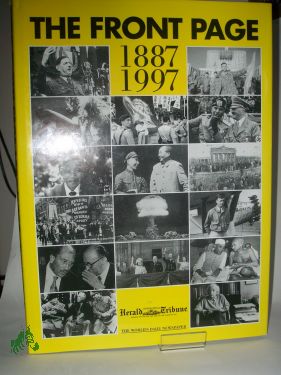 THE FRONT PAGE
1887
1997
Herald Tribune
THE WORLD'S DAILY NEWSPAPER